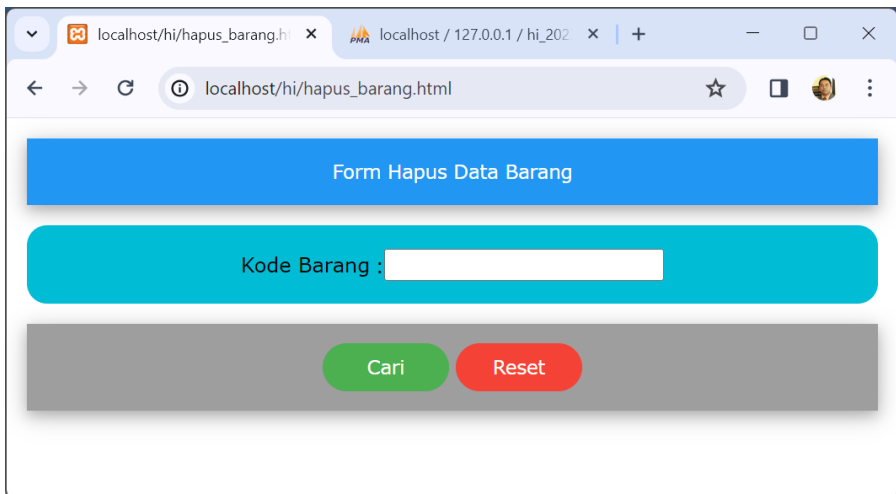 localhost/hi/hapus_barang.h
PMA localhost / 127.0.0.1 / hi_202
localhost/hi/hapus_barang.html
Form Hapus Data Barang
Kode Barang :
Cari Reset